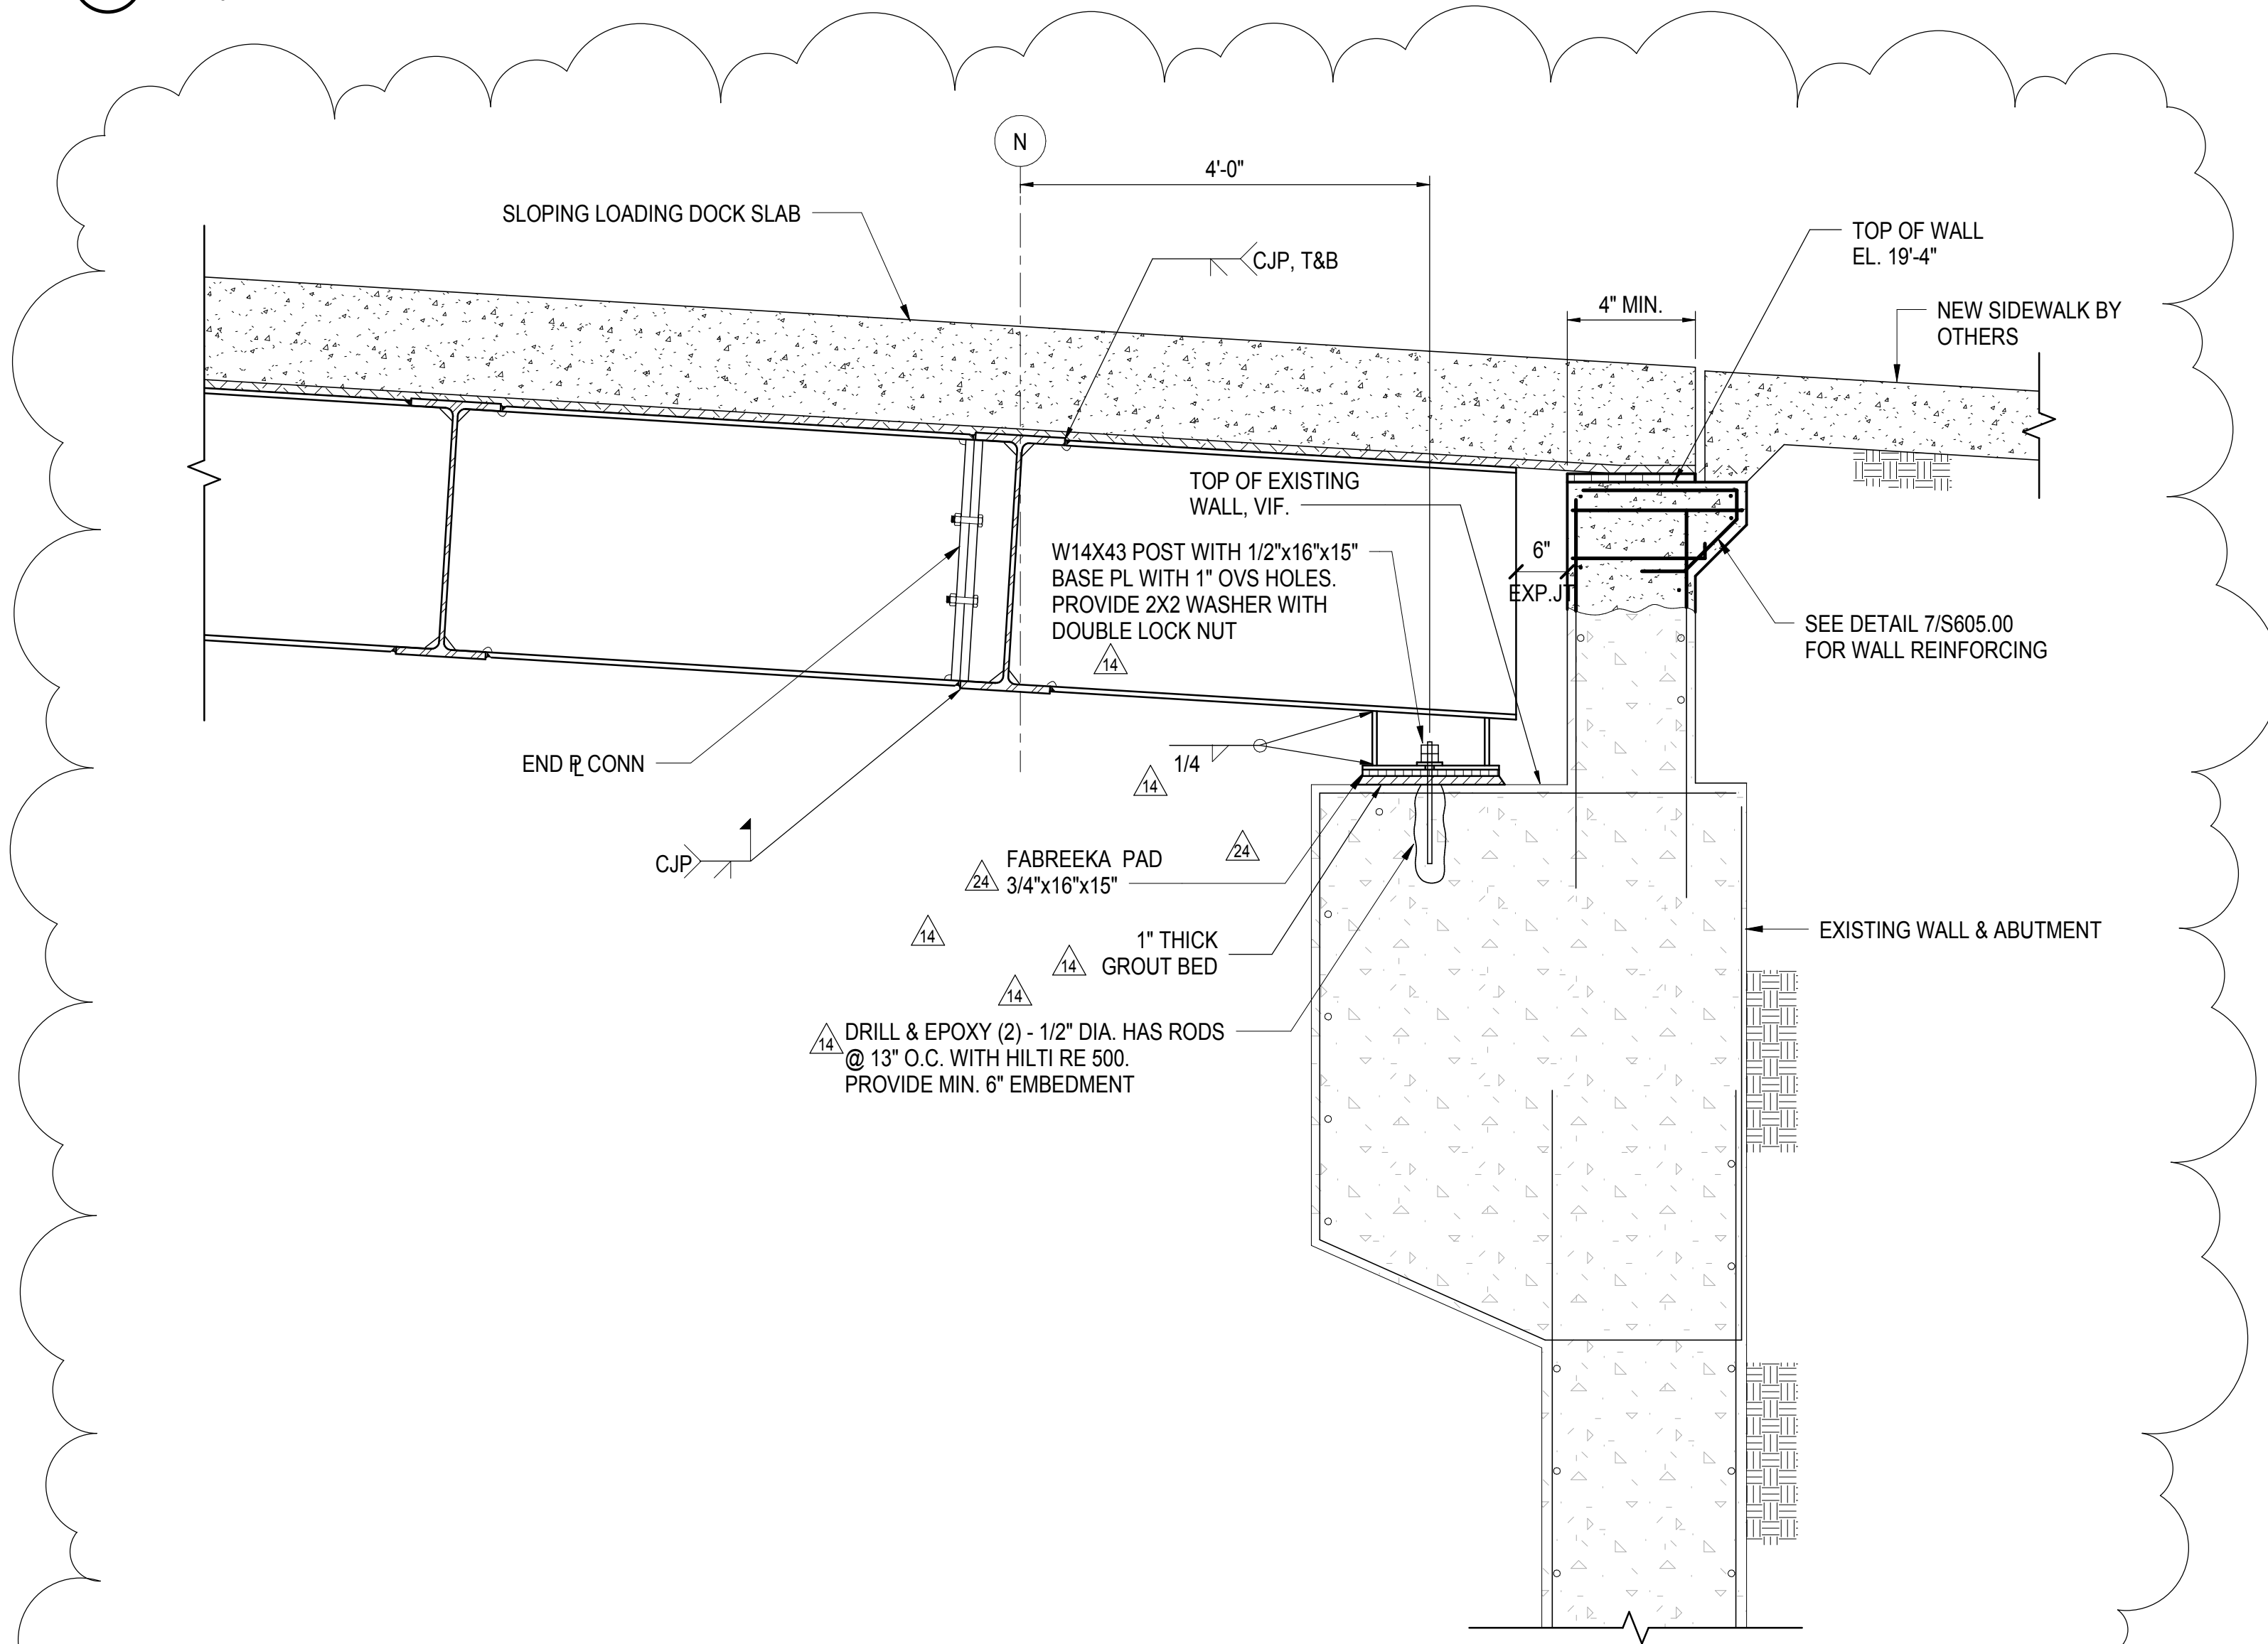 N
4'-0"
SLOPING LOADING DOCK SLAB
TOP OF WALL
EL. 19'-4"
CJP, T&B
4" MIN.
NEW SIDEWALK BY
OTHERS
TOP OF EXISTING
WALL, VIF.
W14X43 POST WITH 1/2"x16"x15"
BASE PL WITH 1" OVS HOLES.
PROVIDE 2X2 WASHER WITH
DOUBLE LOCK NUT
14
6"
EXP.JT
SEE DETAIL 7/S605.00
FOR WALL REINFORCING
END PL CONN
1/4
14
CJP
24
FABREEKA PAD
3/4"x16"x15"
24
14
1" THICK
GROUT BED
14
14
EXISTING WALL & ABUTMENT
14
DRILL & EPOXY (2) - 1/2" DIA. HAS RODS
@ 13" O.C. WITH HILTI RE 500.
PROVIDE MIN. 6" EMBEDMENT